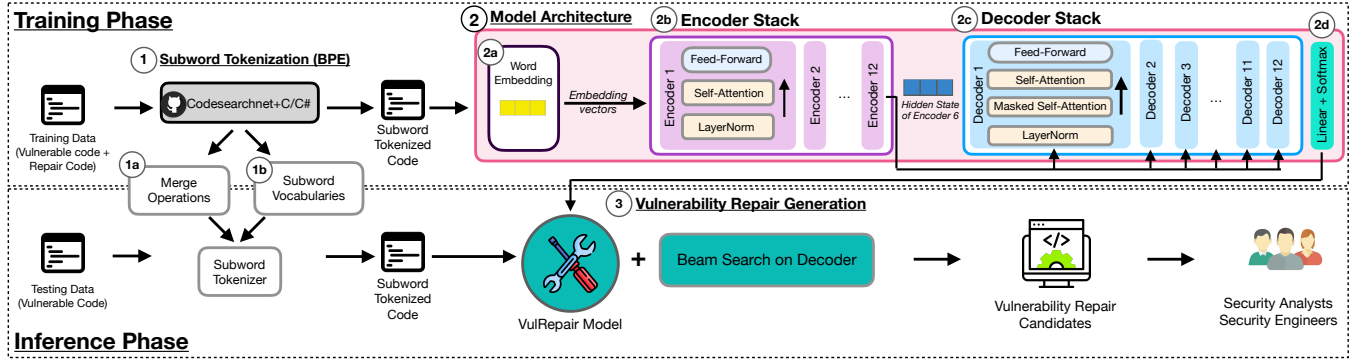 Training Phase
1 Subword Tokenization (BPE)
Training Data
(Vulnerable code +
Repair Code)
Codesearchnet+C/C#
Subword
Tokenized
Code
1a
Merge
Operations
1b
Subword
Vocabularies
2 Model Architecture
2a
Word
Embedding
Embedding
vectors
2b Encoder Stack
Encoder 1
Feed-Forward
Self-Attention
LayerNorm
Encoder 2
...
Encoder 12
Hidden State
of Encoder 6
2c Decoder Stack
Decoder 1
Feed-Forward
Self-Attention
Masked Self-Attention
LayerNorm
Decoder 2
Decoder 3
...
Decoder 11
Decoder 12
2d
Linear + Softmax
Testing Data
(Vulnerable Code)
Subword
Tokenizer
Subword
Tokenized
Code
3 Vulnerability Repair Generation
VulRepair Model
+
Beam Search on Decoder
</>
Vulnerability Repair
Candidates
Security Analysts
Security Engineers
Inference Phase